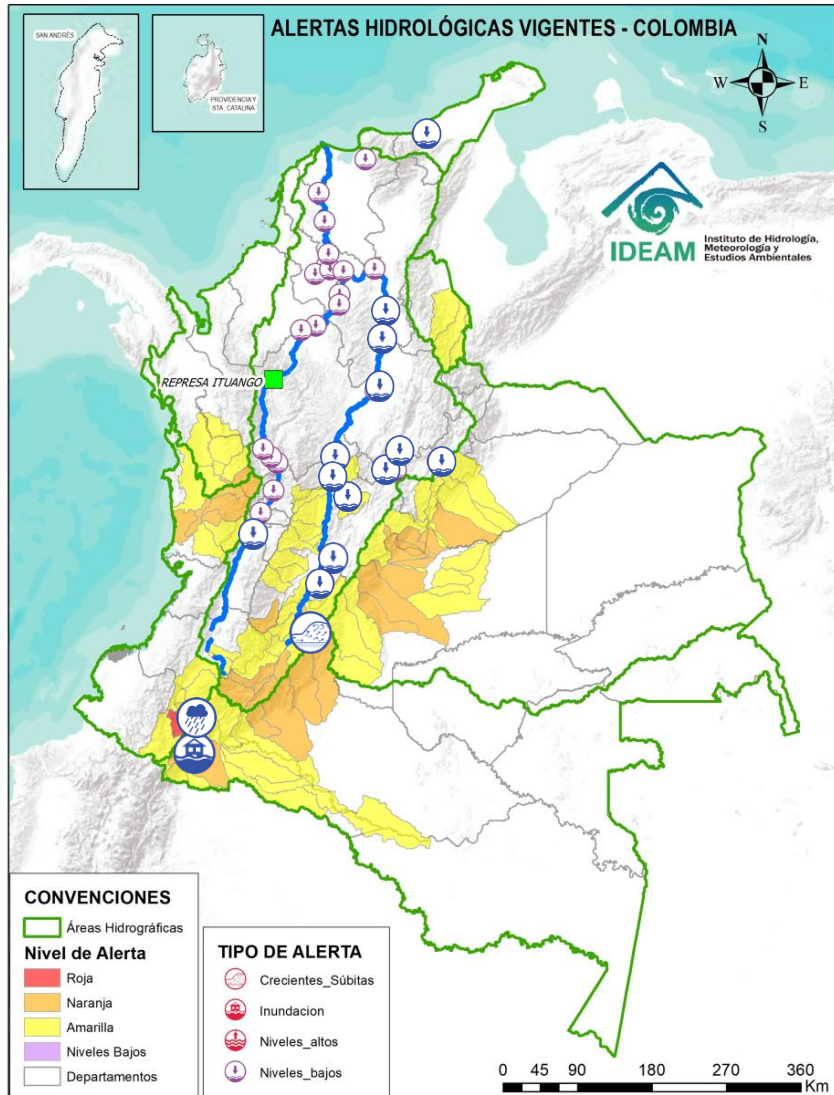 ALERTAS HIDROLÓGICAS VIGENTES - COLOMBIA
SAN ANDRÉS
PROVIDENCIA Y
STA. CATALINA
N
W
E
S
IDEAM
Instituto de Hidrología,
Meteorología y
Estudios Ambientales
REPRESA ITUANGO
CONVENCIONES
Áreas Hidrográficas
Nivel de Alerta
Roja
Naranja
Amarilla
Niveles Bajos
Departamentos
TIPO DE ALERTA
Crecientes_Súbitas
Inundacion
Niveles_altos
Niveles_bajos
0 45 90 180 270 360
Km